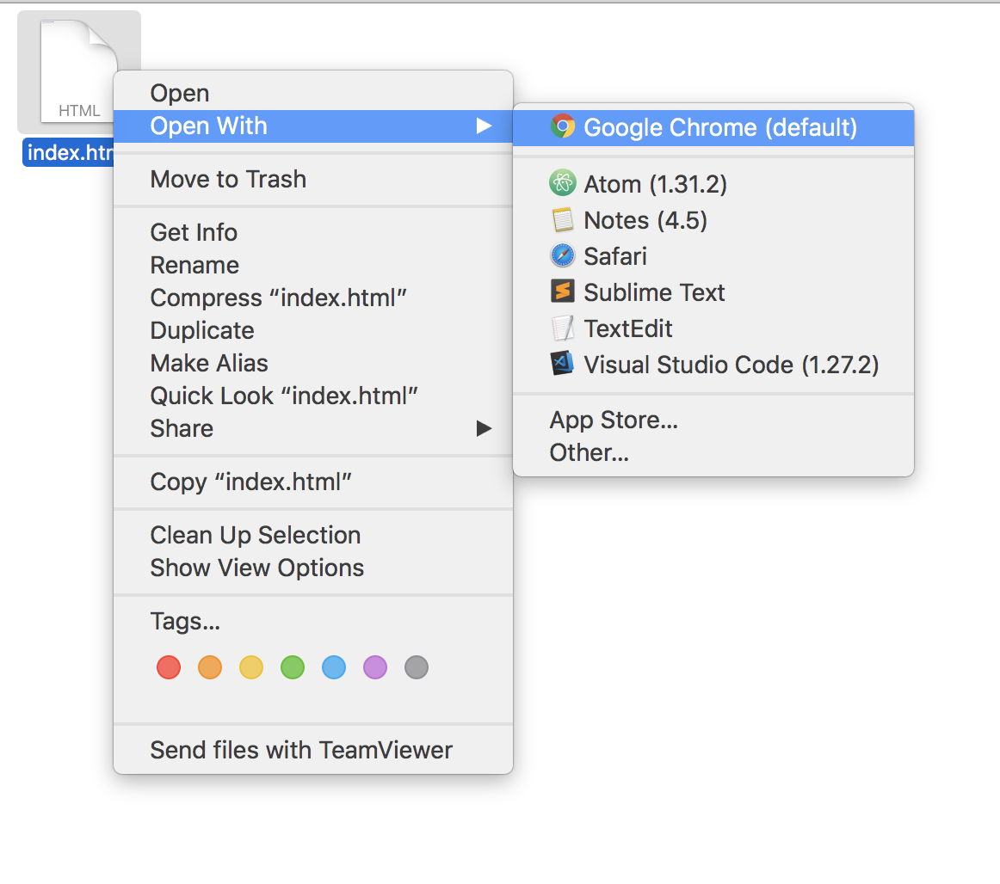 HTML
index.htm
Open
Open With
Move to Trash
Get Info
Rename
Compress “index.html”
Duplicate
Make Alias
Quick Look “index.html”
Share
Copy “index.html”
Clean Up Selection
Show View Options
Tags...
Send files with TeamViewer
Google Chrome (default)
Atom (1.31.2)
Notes (4.5)
Safari
Sublime Text
TextEdit
Visual Studio Code (1.27.2)
App Store...
Other...